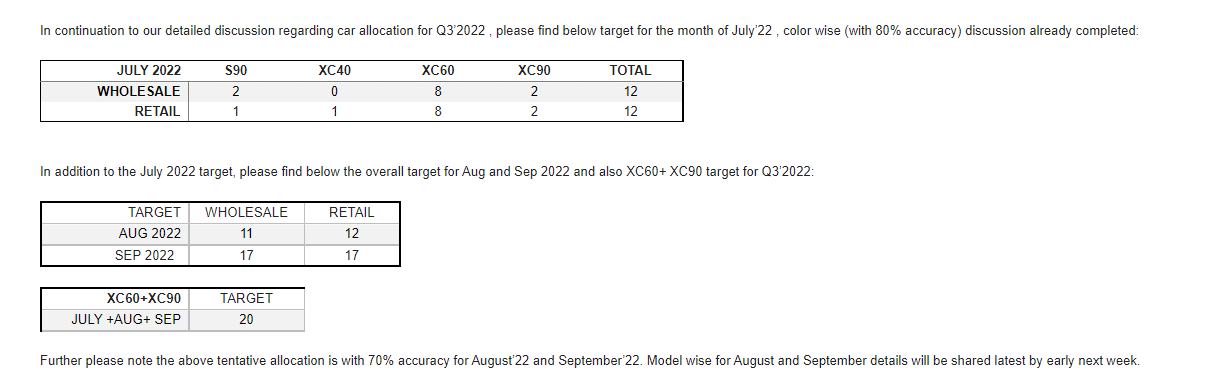 In continuation to our detailed discussion regarding car allocation for Q3'2022 , please find below target for the month of July'22 , color wise (with 80% accuracy) discussion already completed:
JULY 2022 S90 XC40 XC60 XC90 TOTAL
WHOLESALE 2 0 8 2 12
RETAIL 1 1 8 2 12
In addition to the July 2022 target, please find below the overall target for Aug and Sep 2022 and also XC60+ XC90 target for Q3'2022:
TARGET WHOLESALE RETAIL
AUG 2022 11 12
SEP 2022 17 17
XC60+XC90 TARGET
JULY +AUG+ SEP 20
Further please note the above tentative allocation is with 70% accuracy for August'22 and September'22. Model wise for August and September details will be shared latest by early next week.